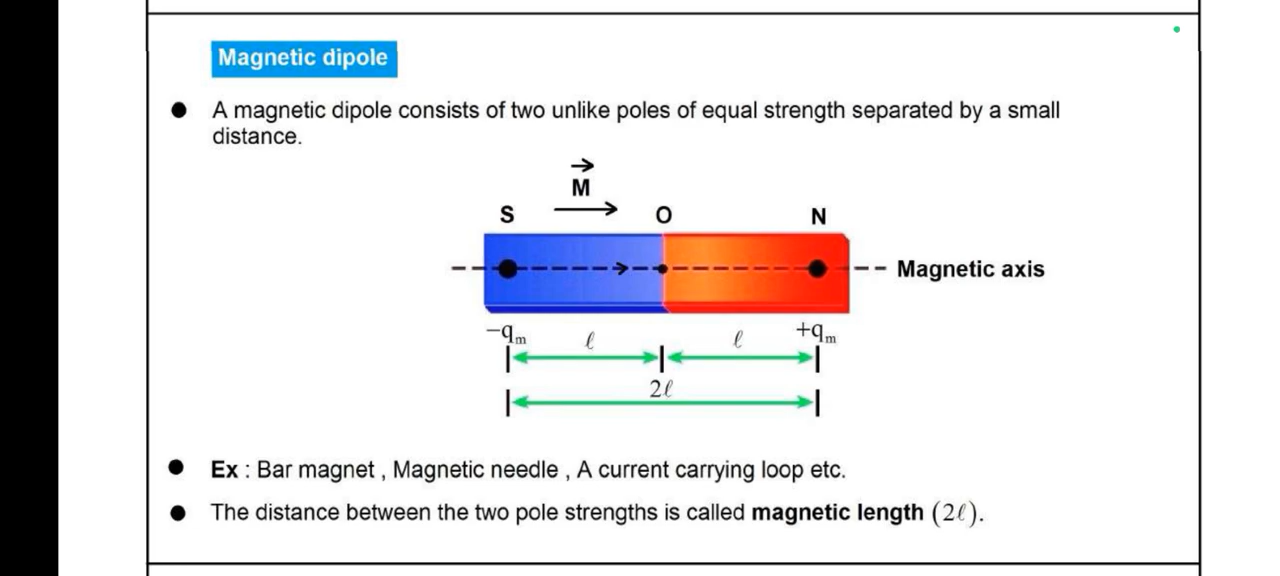 Magnetic dipole
● A magnetic dipole consists of two unlike poles of equal strength separated by a small
distance.
→
M
S O N
Magnetic axis
−qₘ ℓ ℓ +qₘ
2ℓ
● Ex : Bar magnet , Magnetic needle , A current carrying loop etc.
● The distance between the two pole strengths is called magnetic length (2ℓ).